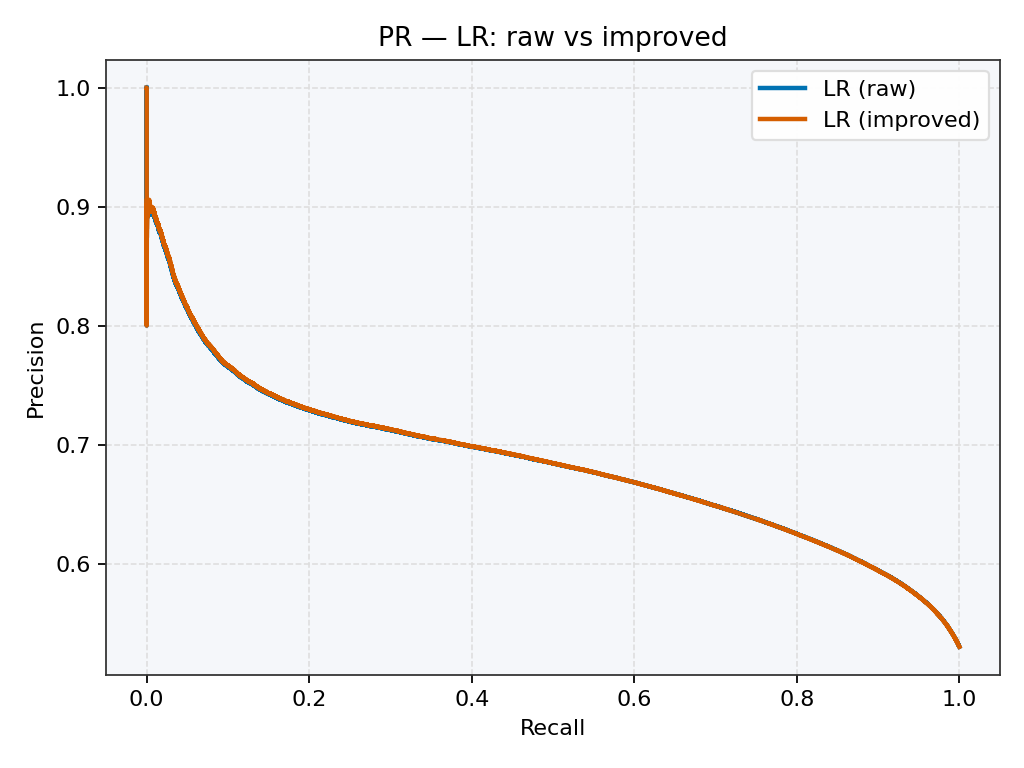 PR — LR: raw vs improved
LR (raw)
LR (improved)
1.0
0.9
0.8
0.7
0.6
Precision
0.0 0.2 0.4 0.6 0.8 1.0
Recall